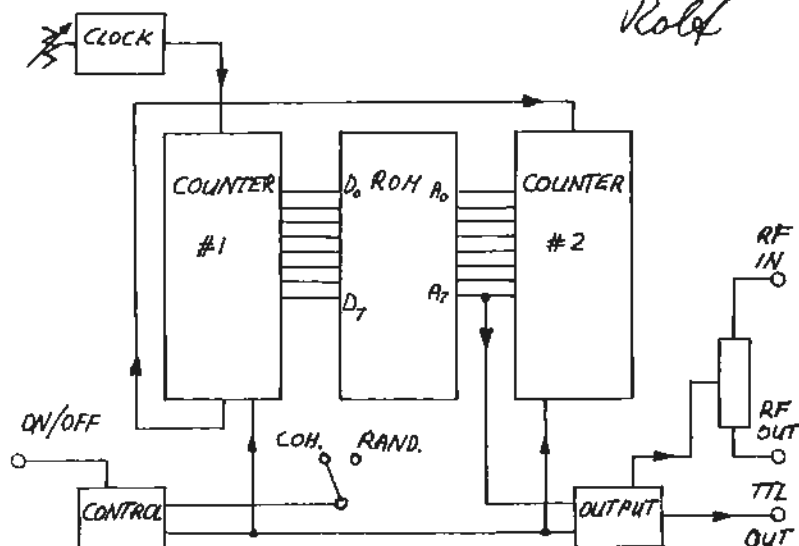 Rolf
CLOCK
COUNTER
#1
D0 ROM A0
D7 A7
COUNTER
#2
RF
IN
RF
OUT
TTL
OUT
ON/OFF
COH. RAND.
CONTROL
OUTPUT